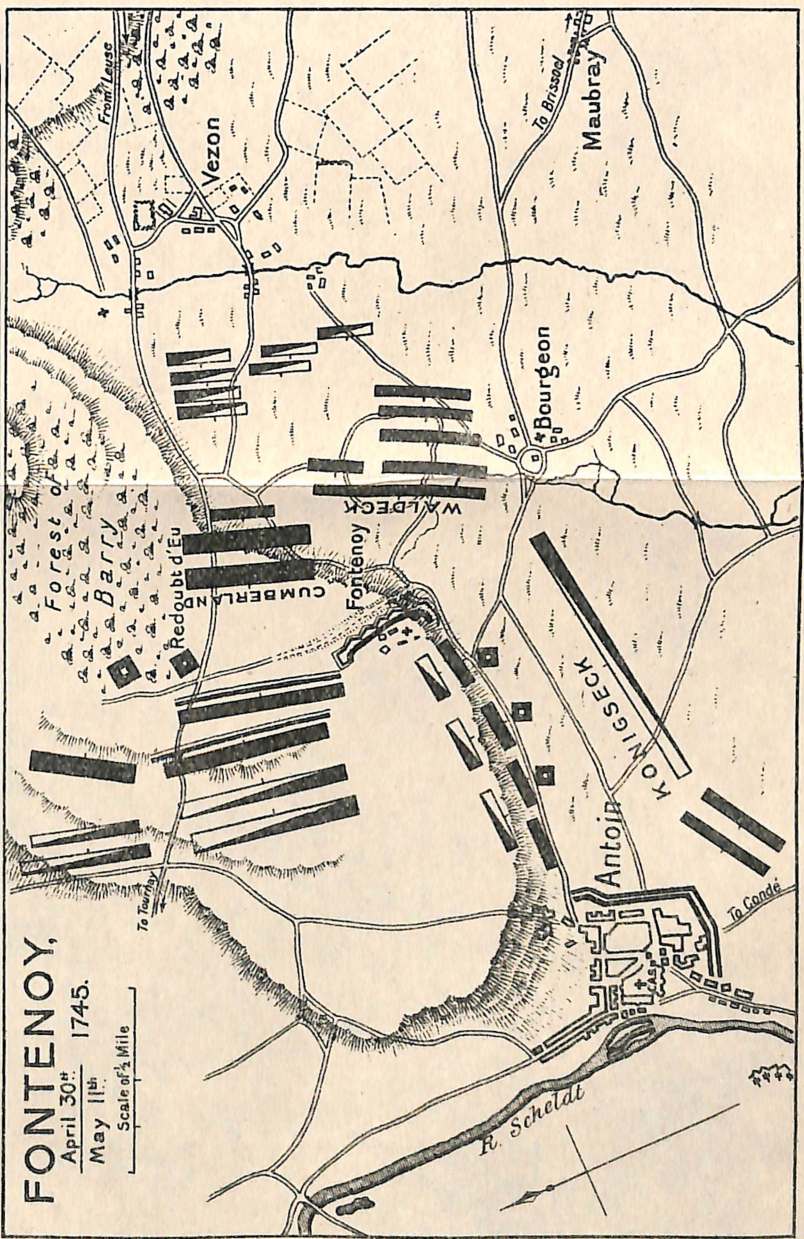 FONTENOY,
April 30th
May 11th 1745.
Scale of ½ Mile
From Leuse
Vezon
To Brissoel
Maubray
Forest of
Barry
Redoubt d'Eu
CUMBERLAND
Fontenoy
WALDECK
Bourgeon
KONIGSECK
Antoin
To Tournay
To Condé
R. Scheldt